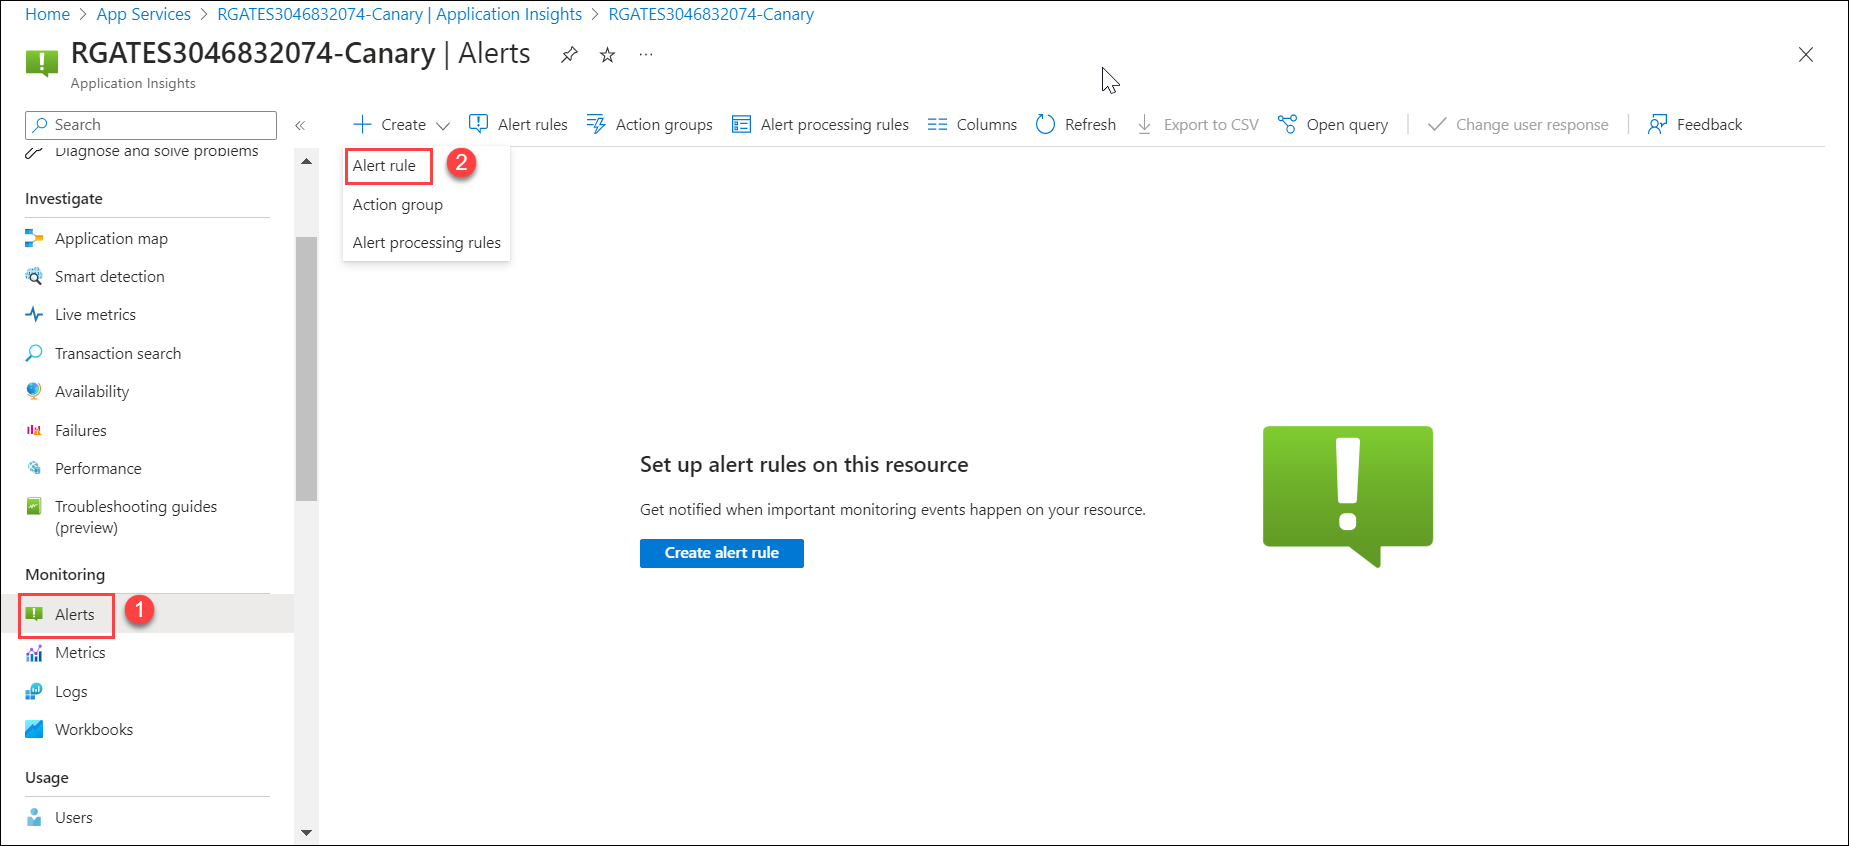 Home > App Services > RGATES3046832074-Canary | Application Insights > RGATES3046832074-Canary
RGATES3046832074-Canary | Alerts ...
Application Insights
Search
«
Create
Alert rules
Action groups
Alert processing rules
Columns
Refresh
Export to CSV
Open query
Change user response
Feedback
Diagnose and solve problems
Investigate
Application map
Smart detection
Live metrics
Transaction search
Availability
Failures
Performance
Troubleshooting guides
(preview)
Monitoring
Alerts
1
Metrics
Logs
Workbooks
Usage
Users
Alert rule
2
Action group
Alert processing rules
Set up alert rules on this resource
Get notified when important monitoring events happen on your resource.
Create alert rule